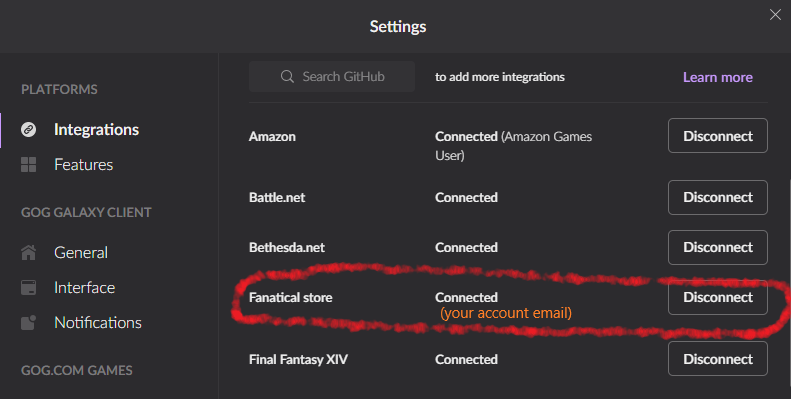 Settings
PLATFORMS
Integrations
Features
GOG GALAXY CLIENT
General
Interface
Notifications
GOG.COM GAMES
Search GitHub to add more integrations Learn more
Amazon Connected (Amazon Games Disconnect
User)
Battle.net Connected Disconnect
Bethesda.net Connected Disconnect
Fanatical store Connected Disconnect
(your account email)
Final Fantasy XIV Connected Disconnect